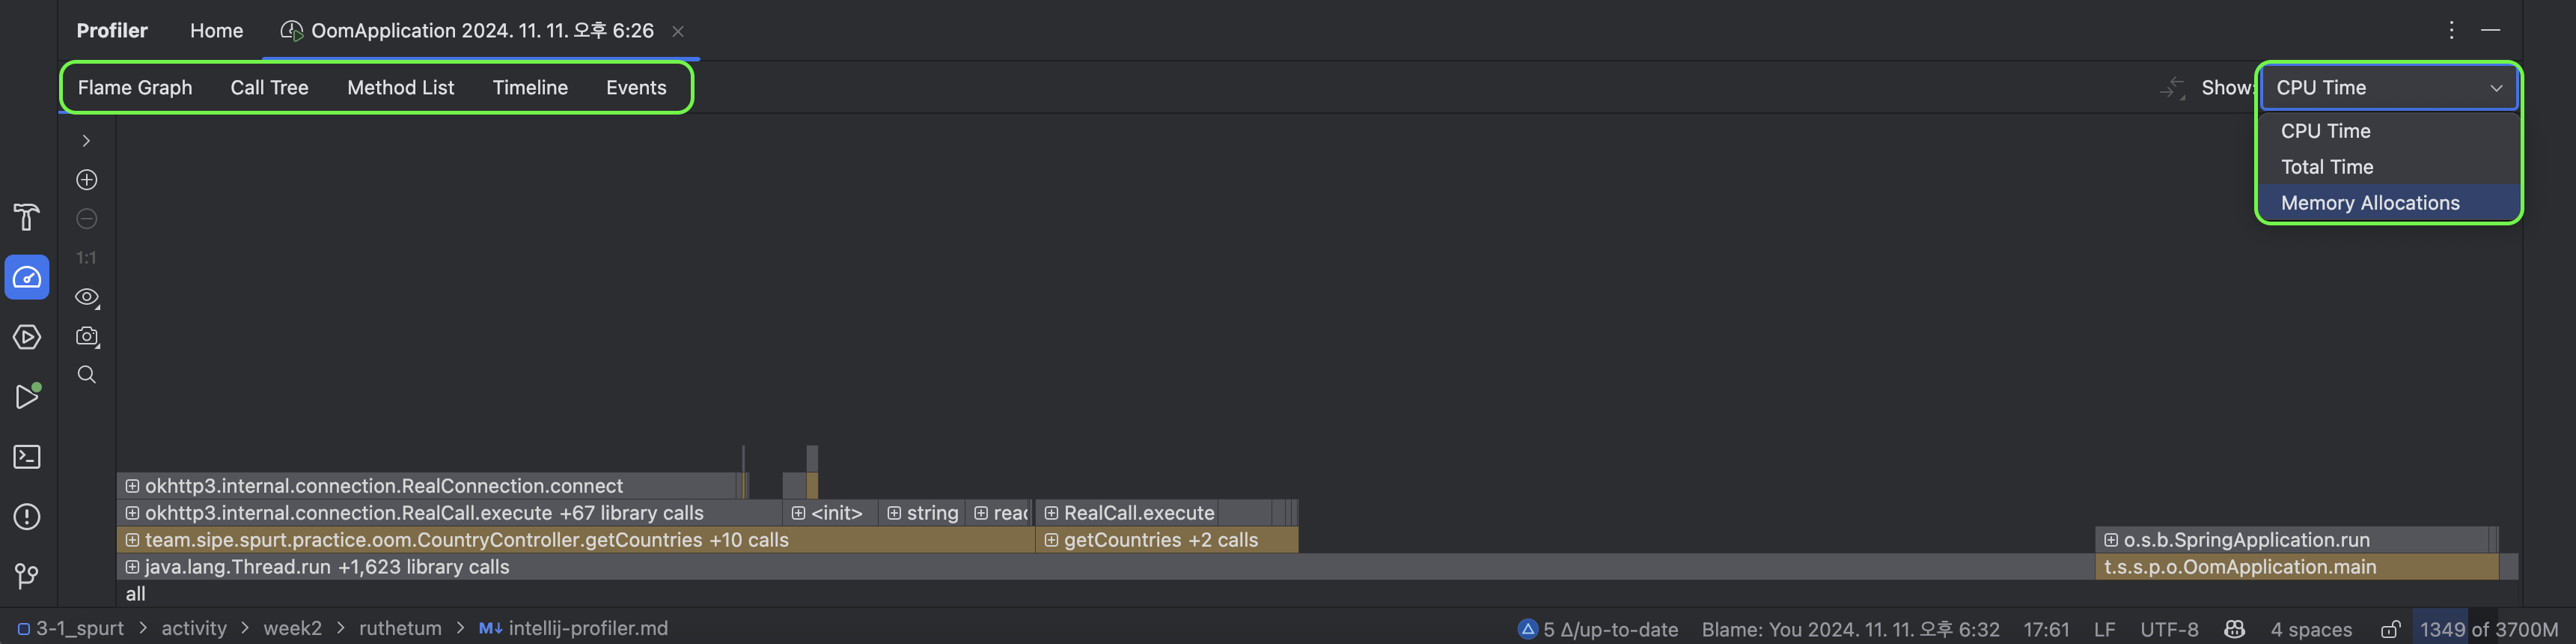 Profiler Home OomApplication 2024. 11. 11. 오후 6:26
Flame Graph Call Tree Method List Timeline Events Show: CPU Time
CPU Time
Total Time
Memory Allocations
1:1
okhttp3.internal.connection.RealConnection.connect
okhttp3.internal.connection.RealCall.execute +67 library calls <init> string read RealCall.execute
team.sipe.spurt.practice.oom.CountryController.getCountries +10 calls getCountries +2 calls o.s.b.SpringApplication.run
java.lang.Thread.run +1,623 library calls t.s.s.p.o.OomApplication.main
all
3-1_spurt > activity > week2 > ruthetum > M↓ intellij-profiler.md 5 Δ/up-to-date Blame: You 2024. 11. 11. 오후 6:32 17:61 LF UTF-8 4 spaces 1349 of 3700M